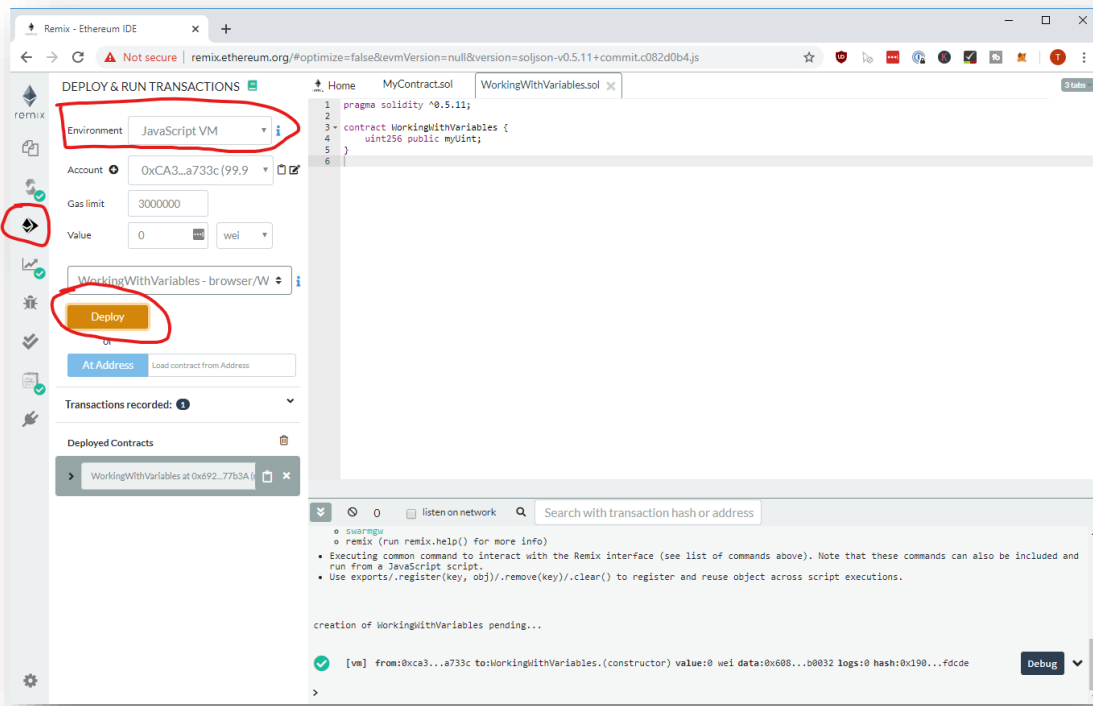 Remix - Ethereum IDE
Not secure | remix.ethereum.org/#optimize=false&evmVersion=null&version=soljson-v0.5.11+commit.c082d0b4.js
remix
DEPLOY & RUN TRANSACTIONS
Environment JavaScript VM
Account 0xCA3...a733c (99.9
Gas limit 3000000
Value 0 wei
WorkingWithVariables - browser/W
Deploy
or
At Address Load contract from Address
Transactions recorded: 1
Deployed Contracts
WorkingWithVariables at 0x692...77b3A (
Home MyContract.sol WorkingWithVariables.sol
3 tabs
1 pragma solidity ^0.5.11;
2
3 contract WorkingWithVariables {
4 uint256 public myUint;
5 }
6
0 listen on network Search with transaction hash or address
swarmgw
remix (run remix.help() for more info)
Executing common command to interact with the Remix interface (see list of commands above). Note that these commands can also be included and
run from a JavaScript script.
Use exports/.register(key, obj)/.remove(key)/.clear() to register and reuse object across script executions.
creation of WorkingWithVariables pending...
[vm] from:0xca3...a733c to:WorkingWithVariables.(constructor) value:0 wei data:0x608...b0032 logs:0 hash:0x190...fdcde
Debug
>